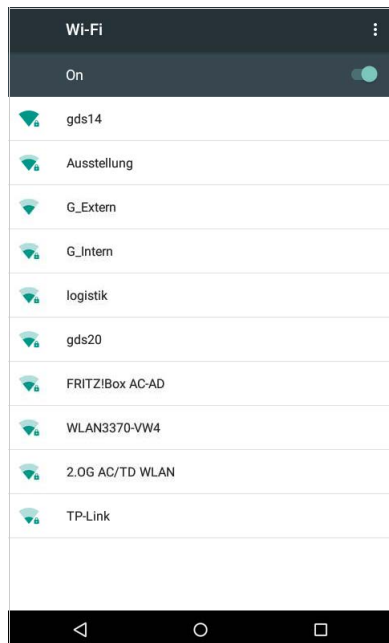 Wi-Fi
On
gds14
Ausstellung
G_Extern
G_Intern
logistik
gds20
FRITZ!Box AC-AD
WLAN3370-VW4
2.OG AC/TD WLAN
TP-Link